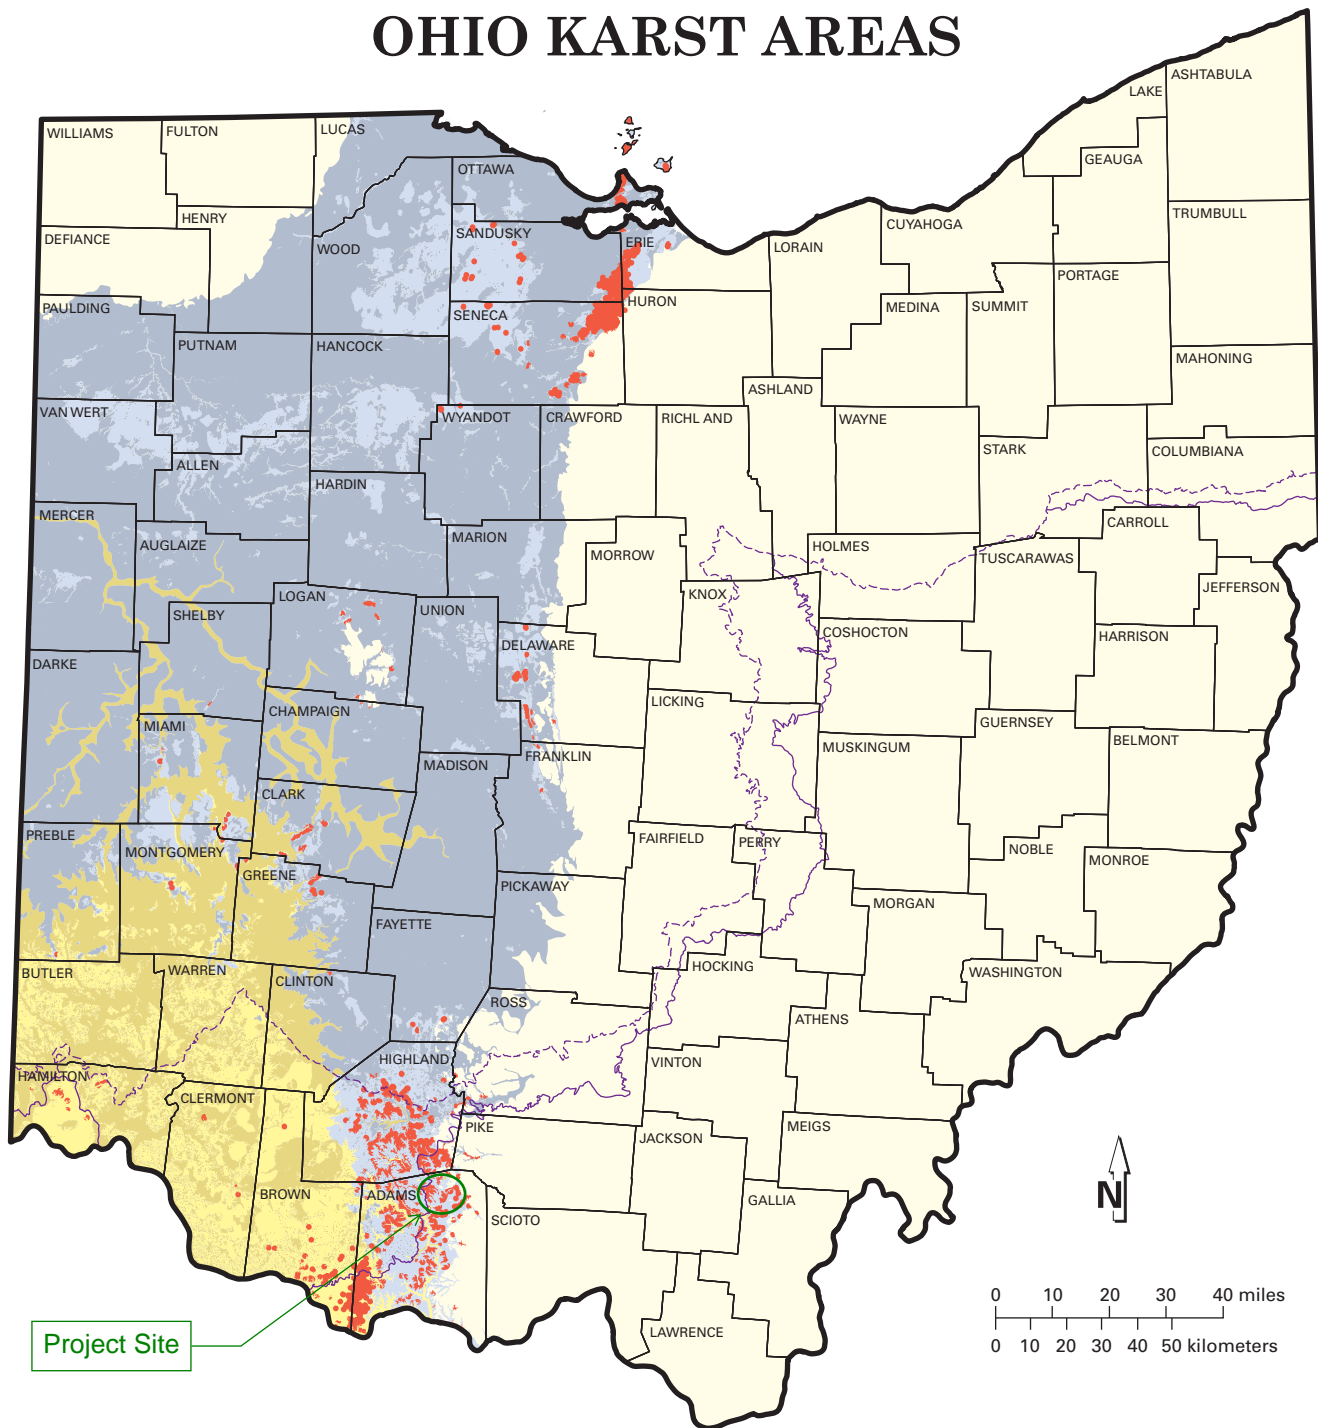 OHIO KARST AREAS
ASHTABULA
LAKE
WILLIAMS
FULTON
LUCAS
GEAUGA
OTTAWA
HENRY
TRUMBULL
CUYAHOGA
SANDUSKY
DEFIANCE
ERIE
LORAIN
WOOD
PORTAGE
HURON
PAULDING
MEDINA
SUMMIT
SENECA
PUTNAM
HANCOCK
MAHONING
ASHLAND
VAN WERT
WYANDOT
CRAWFORD
RICHLAND
WAYNE
STARK
COLUMBIANA
ALLEN
HARDIN
MERCER
CARROLL
MARION
AUGLAIZE
HOLMES
MORROW
TUSCARAWAS
JEFFERSON
KNOX
LOGAN
UNION
SHELBY
COSHOCTON
HARRISON
DELAWARE
DARKE
LICKING
CHAMPAIGN
GUERNSEY
MIAMI
BELMONT
MUSKINGUM
FRANKLIN
MADISON
CLARK
PREBLE
FAIRFIELD
PERRY
NOBLE
MONTGOMERY
MONROE
GREENE
PICKAWAY
MORGAN
FAYETTE
HOCKING
WARREN
BUTLER
WASHINGTON
CLINTON
ROSS
ATHENS
HIGHLAND
VINTON
HAMILTON
CLERMONT
PIKE
MEIGS
JACKSON
BROWN
ADAMS
GALLIA
N
SCIOTO
0 10 20 30 40 miles
LAWRENCE
Project Site
0 10 20 30 40 50 kilometers